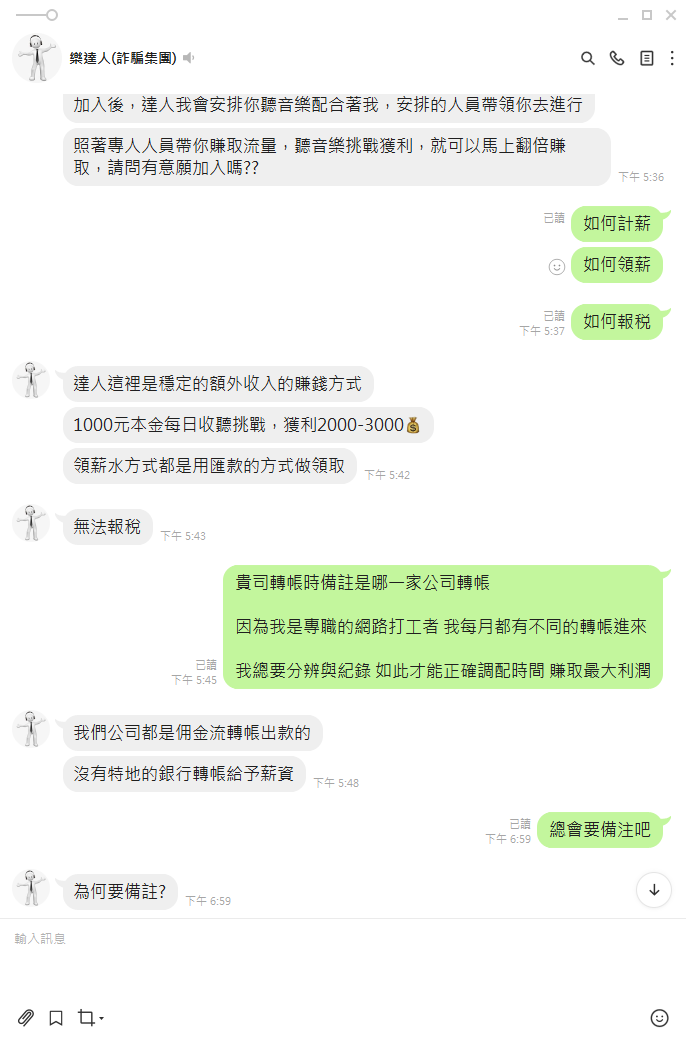 樂達人(詐騙集團)
加入後，達人我會安排你聽音樂配合著我，安排的人員帶領你去進行
照著專人人員帶你賺取流量，聽音樂挑戰獲利，就可以馬上翻倍賺
取，請問有意願加入嗎??
下午 5:36
已讀
如何計薪
如何領薪
已讀
下午 5:37
如何報稅
達人這裡是穩定的額外收入的賺錢方式
1000元本金每日收聽挑戰，獲利2000-3000💰
領薪水方式都是用匯款的方式做領取
下午 5:42
無法報稅
下午 5:43
貴司轉帳時備註是哪一家公司轉帳
因為我是專職的網路打工者 我每月都有不同的轉帳進來
我總要分辨與紀錄 如此才能正確調配時間 賺取最大利潤
已讀
下午 5:45
我們公司都是佣金流轉帳出款的
沒有特地的銀行轉帳給予薪資
下午 5:48
已讀
下午 6:59
總會要備注吧
為何要備註?
下午 6:59
輸入訊息